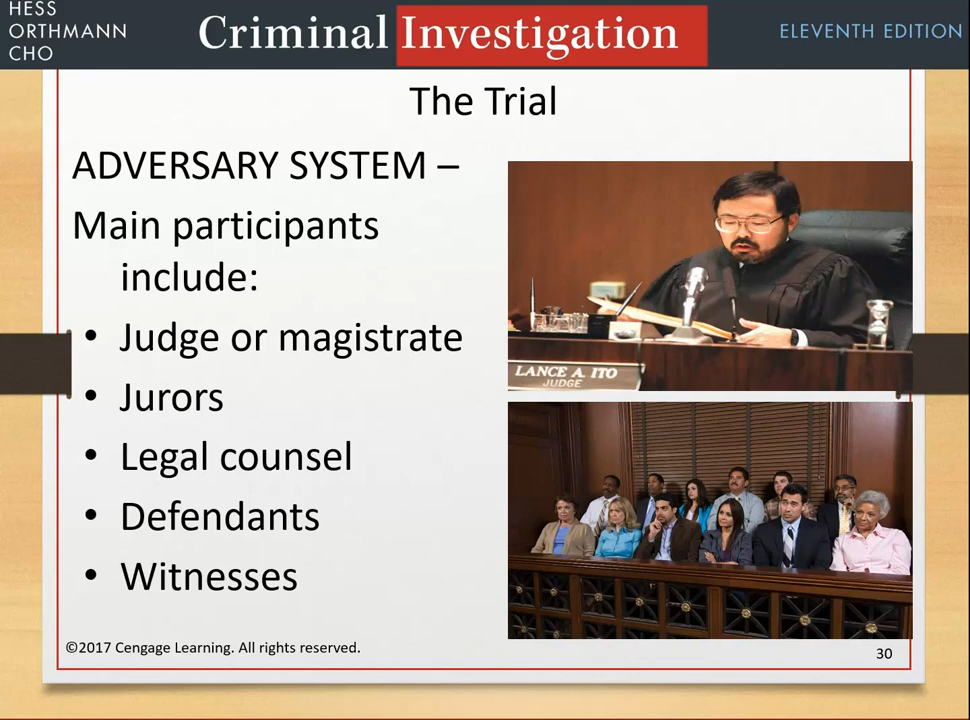 HESS
ORTHMANN
CHO
Criminal Investigation
ELEVENTH EDITION
The Trial
ADVERSARY SYSTEM –
Main participants
include:
• Judge or magistrate
• Jurors
• Legal counsel
• Defendants
• Witnesses
LANCE A. ITO
JUDGE
©2017 Cengage Learning. All rights reserved.
30